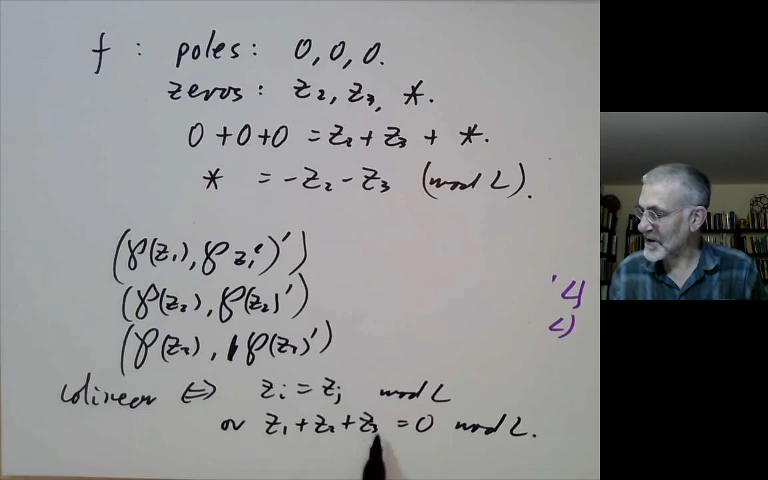 f : poles: 0, 0, 0.
zeros: z₂, z₃, *.
0 + 0 + 0 = z₂ + z₃ + *.
* = -z₂ - z₃ (mod L).
(℘(z₁), ℘ z₁')')
(℘(z₂), ℘(z₂)')
(℘(z₃), ℘(z₃)')
colinear ⇔ zᵢ = zⱼ mod L
or z₁ + z₂ + z₃ = 0 mod L.